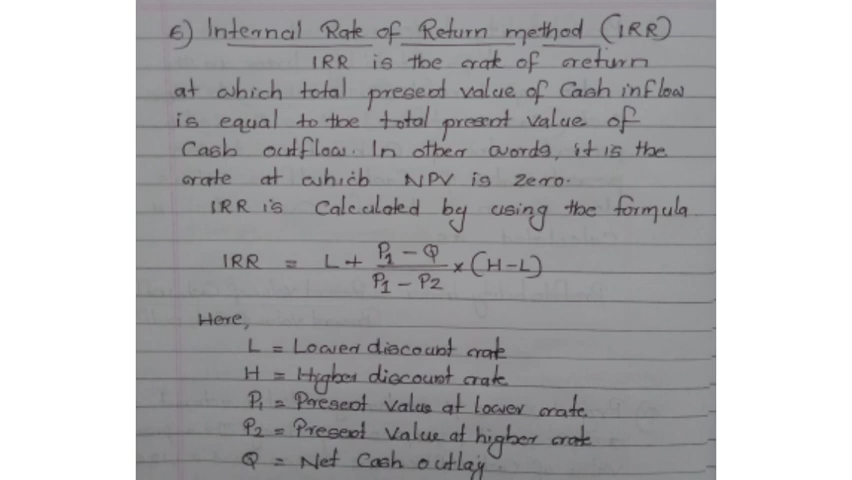 6) Internal Rate of Return method (IRR)
IRR is the rate of return
at which total present value of Cash inflow
is equal to the total present value of
Cash outflow. In other words, it is the
rate at which NPV is zero.
IRR is Calculated by using the formula
IRR = L + (P1 - Q)/(P1 - P2) × (H-L)
Here,
L = Lower discount rate
H = Higher discount rate
P1 = Present value at lower rate
P2 = Present value at higher rate
Q = Net Cash outlay